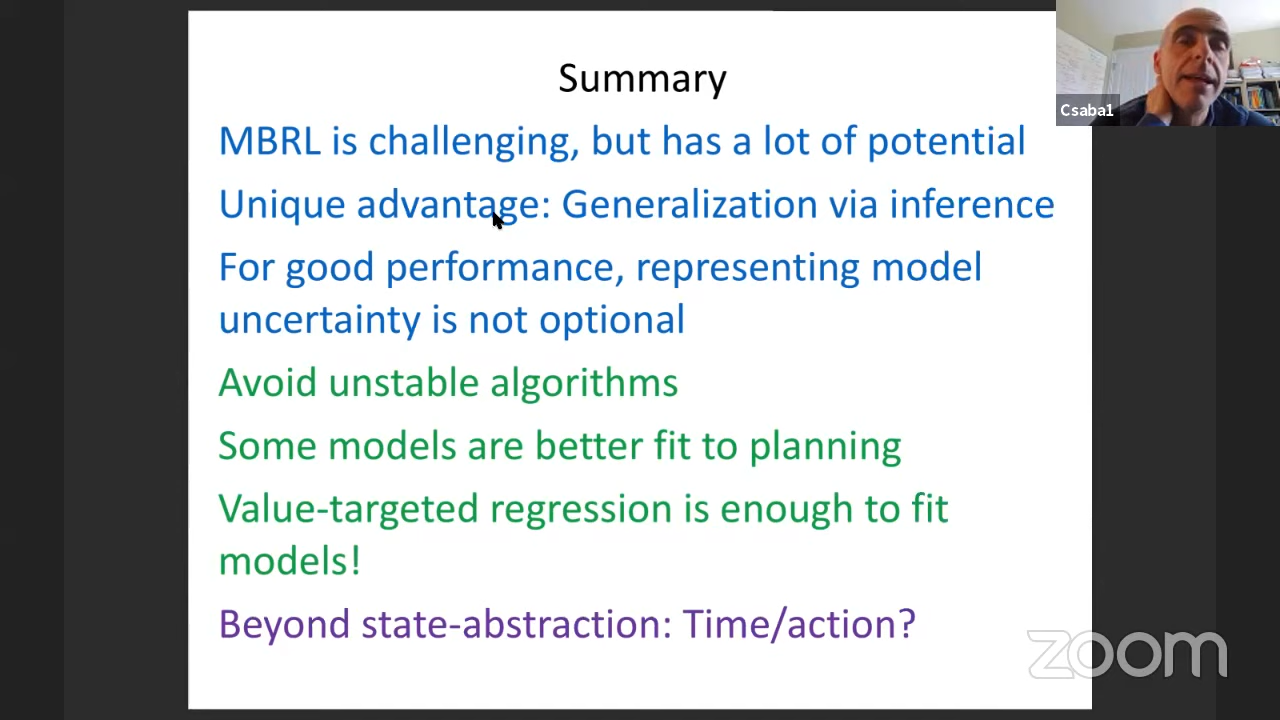 Summary
MBRL is challenging, but has a lot of potential
Unique advantage: Generalization via inference
For good performance, representing model
uncertainty is not optional
Avoid unstable algorithms
Some models are better fit to planning
Value-targeted regression is enough to fit
models!
Beyond state-abstraction: Time/action?
Csaba1
zoom